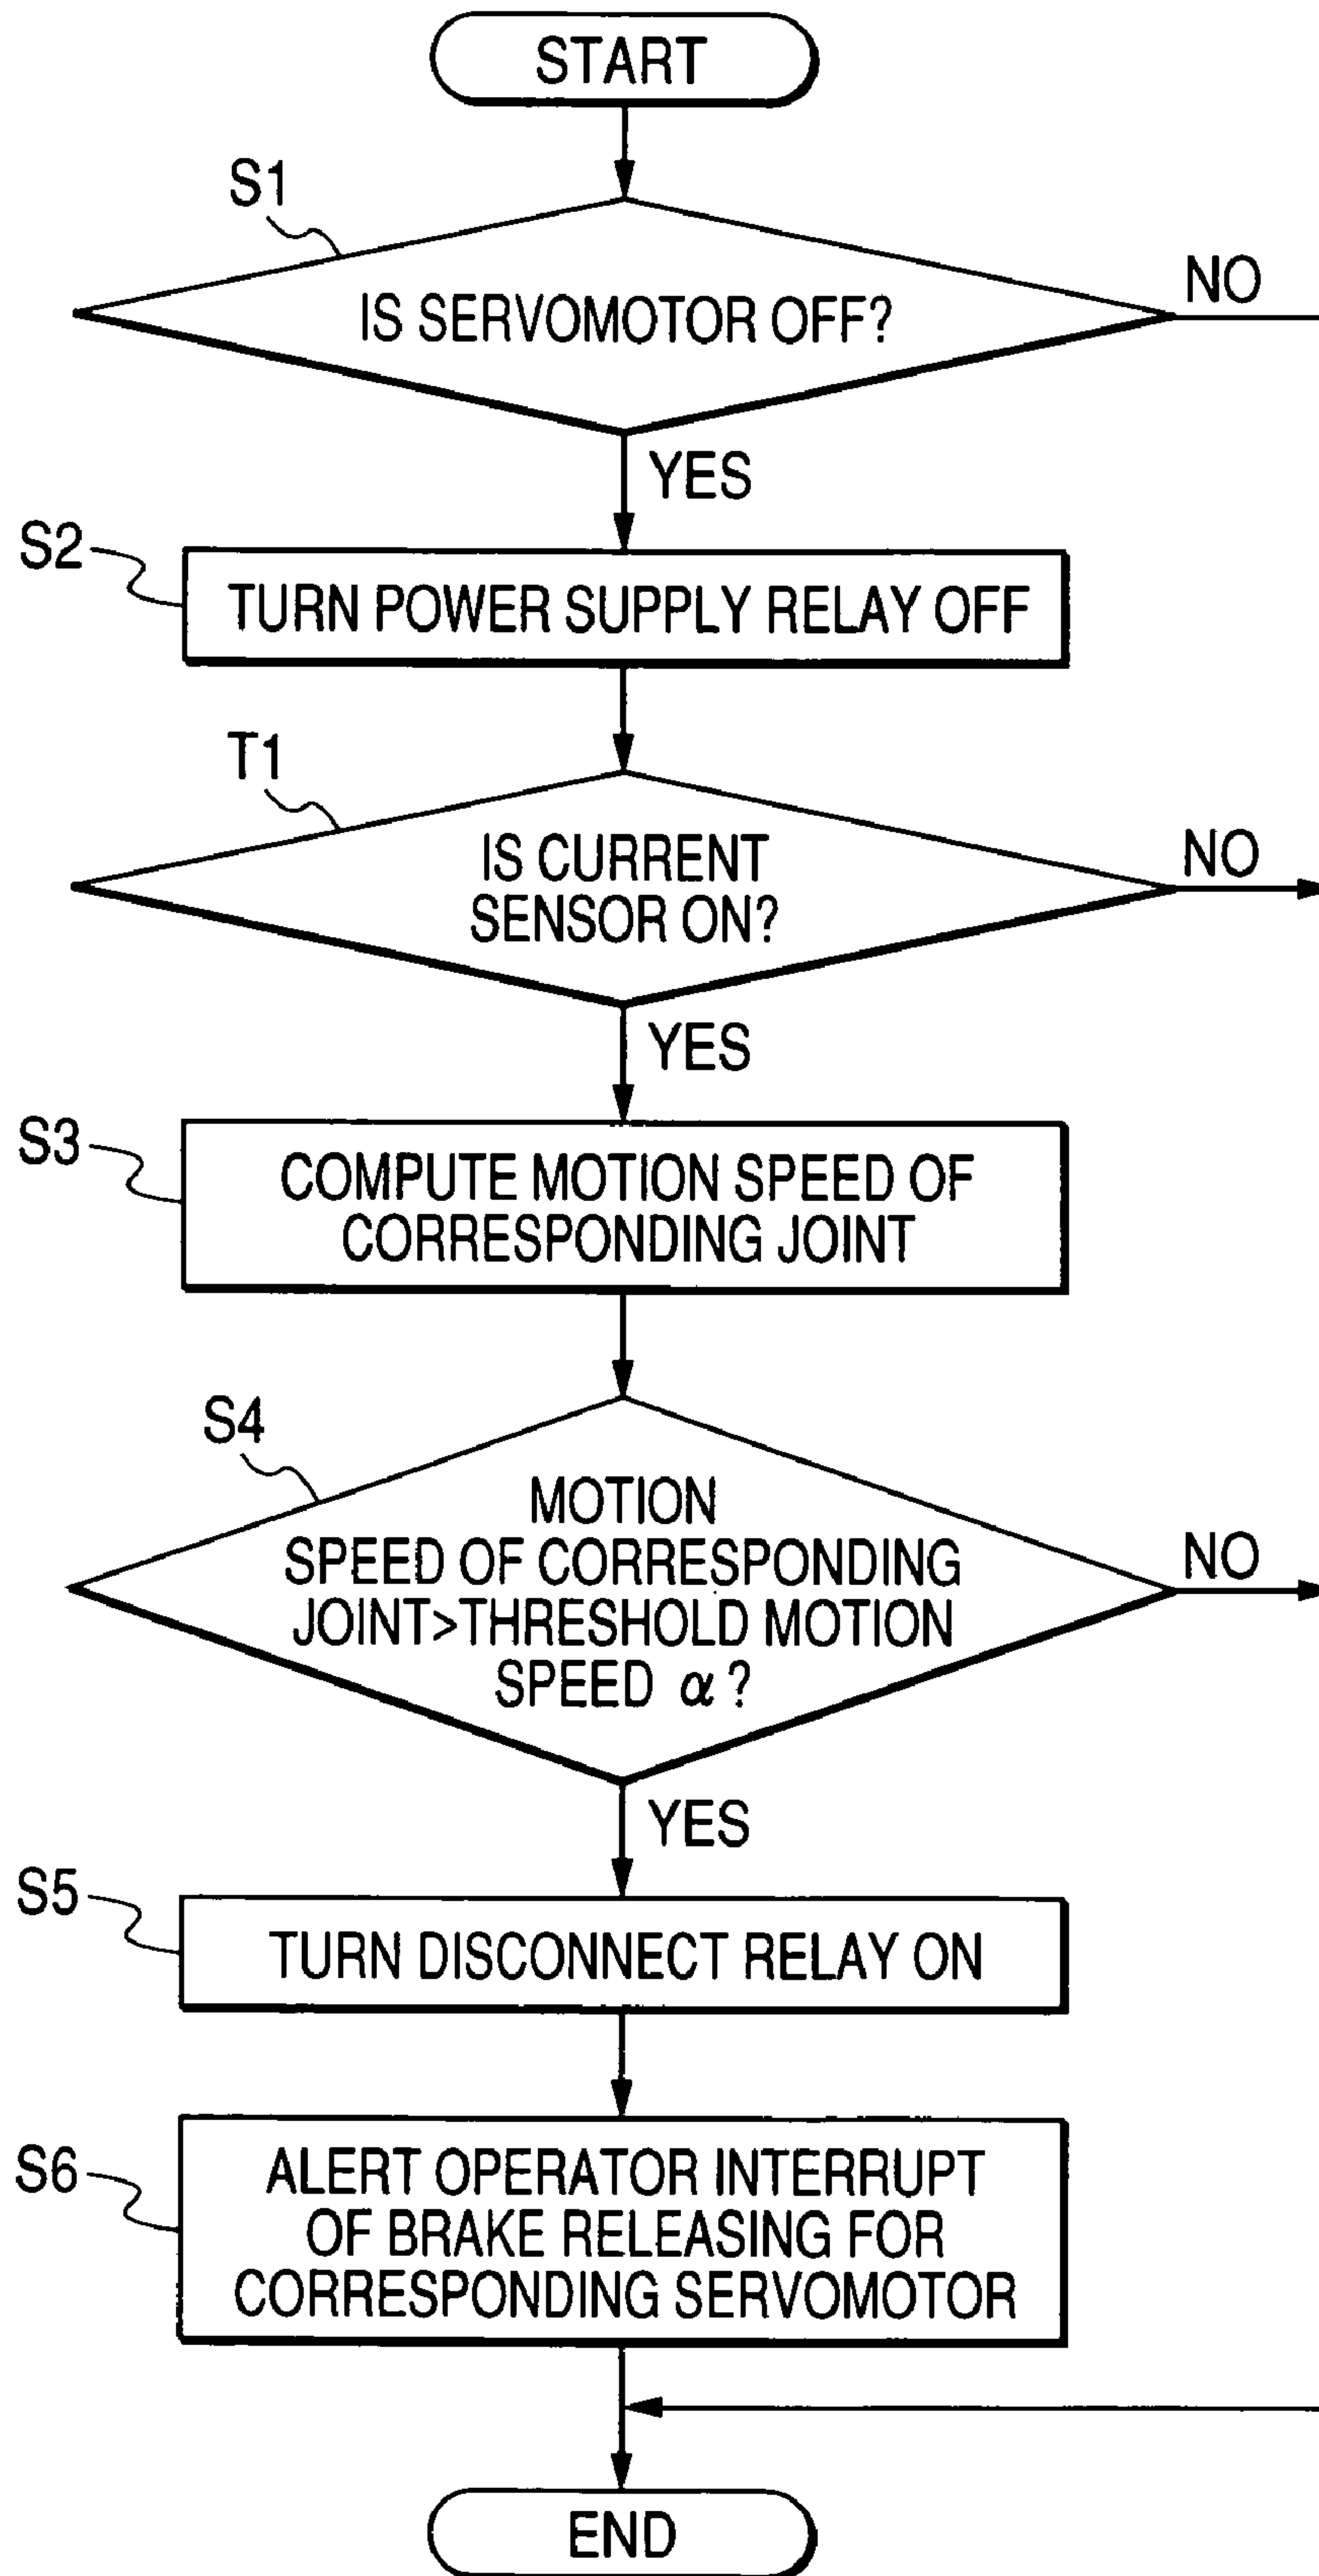 START
S1
IS SERVOMOTOR OFF?
NO
YES
S2
TURN POWER SUPPLY RELAY OFF
T1
IS CURRENT
SENSOR ON?
NO
YES
S3
COMPUTE MOTION SPEED OF
CORRESPONDING JOINT
S4
MOTION
SPEED OF CORRESPONDING
JOINT>THRESHOLD MOTION
SPEED α?
NO
YES
S5
TURN DISCONNECT RELAY ON
S6
ALERT OPERATOR INTERRUPT
OF BRAKE RELEASING FOR
CORRESPONDING SERVOMOTOR
END